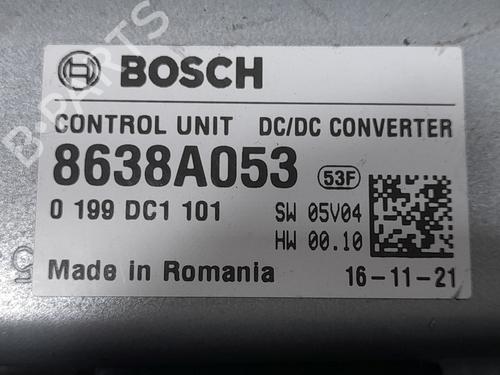 BOSCH
CONTROL UNIT DC/DC CONVERTER
8638A053 53F
0 199 DC1 101 SW 05V04
HW 00.10
Made in Romania 16-11-21
B-PARTS